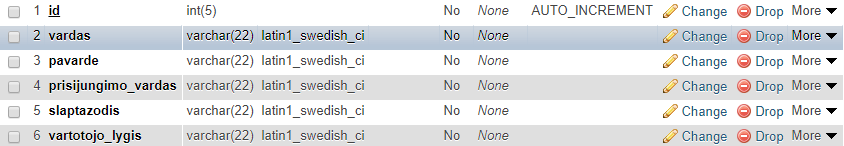 1 id int(5) No None AUTO_INCREMENT Change Drop More
2 vardas varchar(22) latin1_swedish_ci No None Change Drop More
3 pavarde varchar(22) latin1_swedish_ci No None Change Drop More
4 prisijungimo_vardas varchar(22) latin1_swedish_ci No None Change Drop More
5 slaptazodis varchar(22) latin1_swedish_ci No None Change Drop More
6 vartotojo_lygis varchar(22) latin1_swedish_ci No None Change Drop More